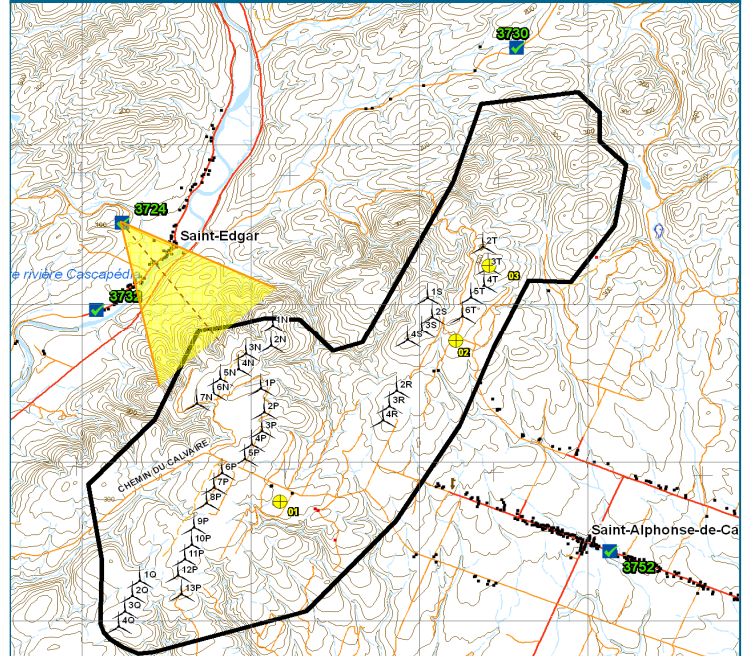 3730
3724
Saint-Edgar
2T
3T
03
4T
e rivière Cascapédia
3732
1S
5T
2S
6T
3S
1N
4S
2N
02
3N
4N
5N
6N
1P
2R
7N
3R
2P
4R
3P
4P
5P
CHEMIN DU CALVAIRE
6P
7P
8P
01
9P
10P
Saint-Alphonse-de-Ca
11P
3752
12P
1Q
13P
2Q
3Q
4Q